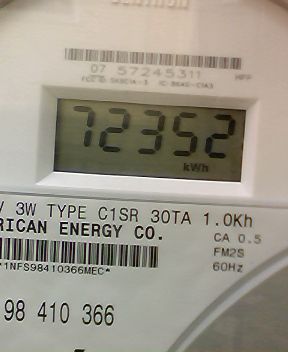 07 57245311
HFP
72352
kWh
V 3W TYPE C1SR 30TA 1.0Kh
RICAN ENERGY CO.
CA 0.5
FM2S
60Hz
*1NFS98410366MEC*
98 410 366